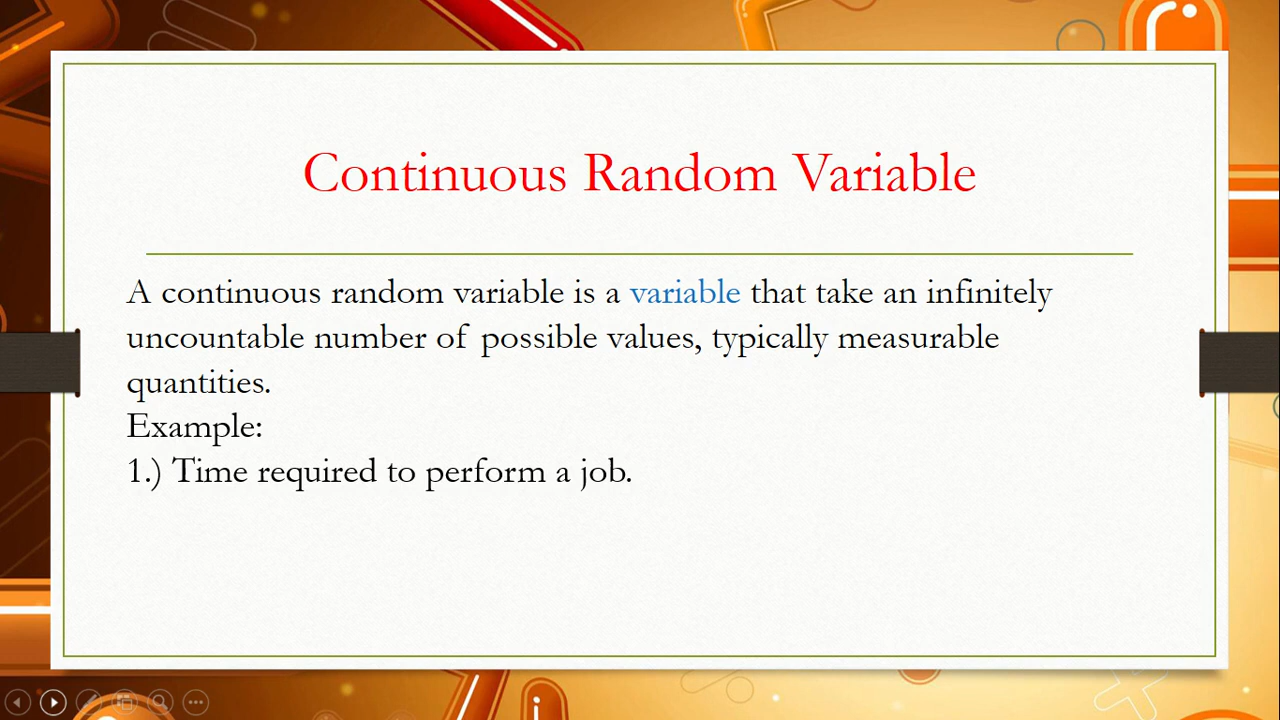 Continuous Random Variable
A continuous random variable is a variable that take an infinitely
uncountable number of possible values, typically measurable
quantities.
Example:
1.) Time required to perform a job.